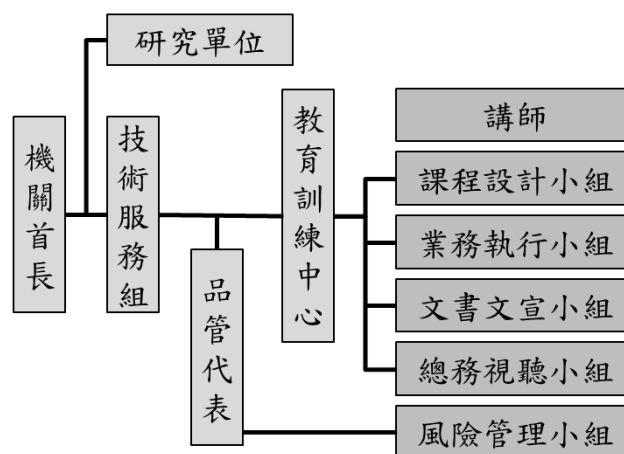 研究單位
機關首長
技術服務組
品管代表
教育訓練中心
講師
課程設計小組
業務執行小組
文書文宣小組
總務視聽小組
風險管理小組